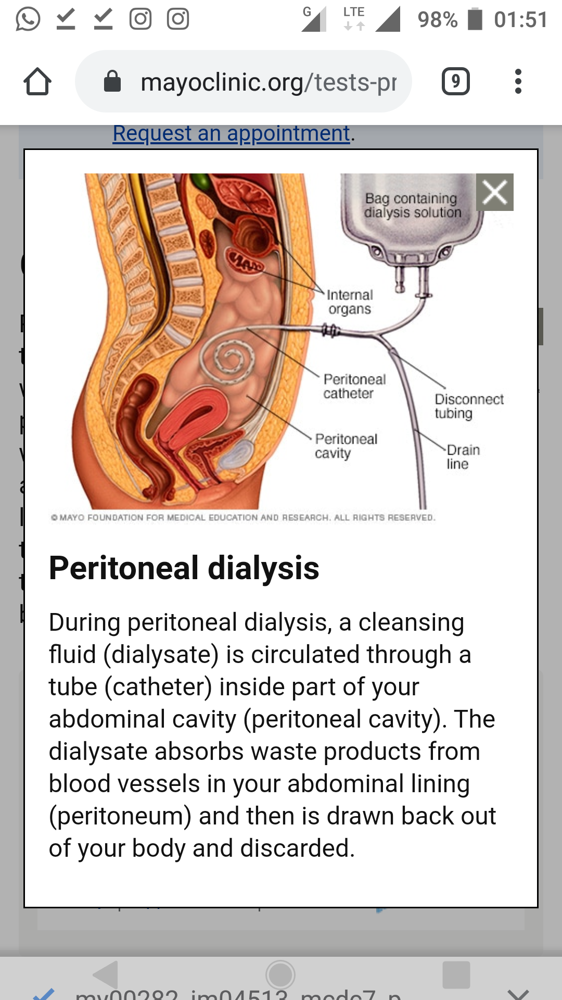 G LTE 98% 01:51
mayoclinic.org/tests-pr
9
Request an appointment.
Bag containing
dialysis solution
Internal
organs
Peritoneal
catheter
Disconnect
tubing
Peritoneal
cavity
Drain
line
© MAYO FOUNDATION FOR MEDICAL EDUCATION AND RESEARCH. ALL RIGHTS RESERVED.
Peritoneal dialysis
During peritoneal dialysis, a cleansing
fluid (dialysate) is circulated through a
tube (catheter) inside part of your
abdominal cavity (peritoneal cavity). The
dialysate absorbs waste products from
blood vessels in your abdominal lining
(peritoneum) and then is drawn back out
of your body and discarded.
my00282_im04513_mcdc7_p